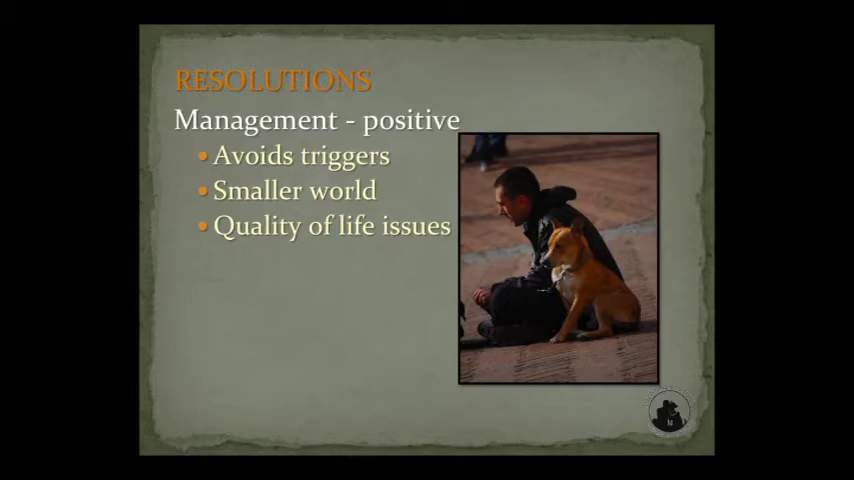 RESOLUTIONS
Management - positive
• Avoids triggers
• Smaller world
• Quality of life issues